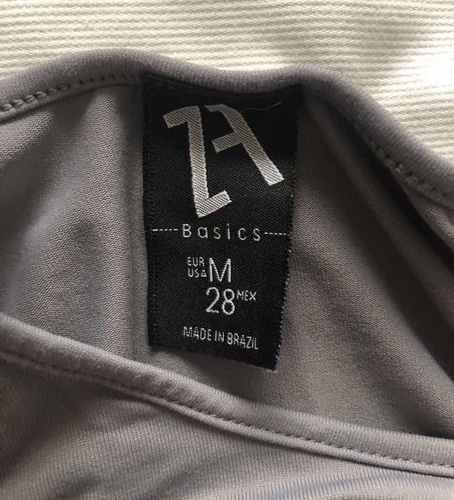 ZA
Basics
EUR
USA M
28 MEX
MADE IN BRAZIL